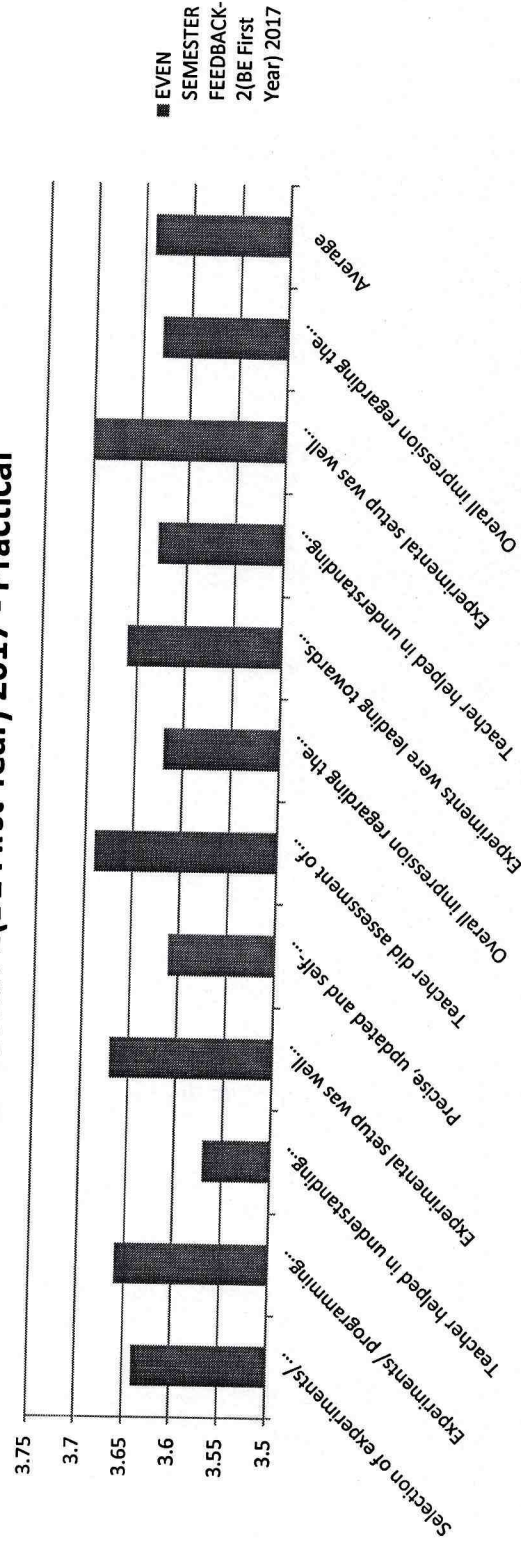 2(BE First Year) 2017 - Practical
3.75
3.7
3.65
3.6
3.55
3.5
Selection of experiments/...
Experiments/ programming...
Teacher helped in understanding...
Experimental setup was well...
Precise, updated and self-...
Teacher did assessment of...
Overall impression regarding the...
Experiments were leading towards...
Teacher helped in understanding...
Experimental setup was well...
Overall impression regarding the...
Average
EVEN
SEMESTER
FEEDBACK-
2(BE First
Year) 2017